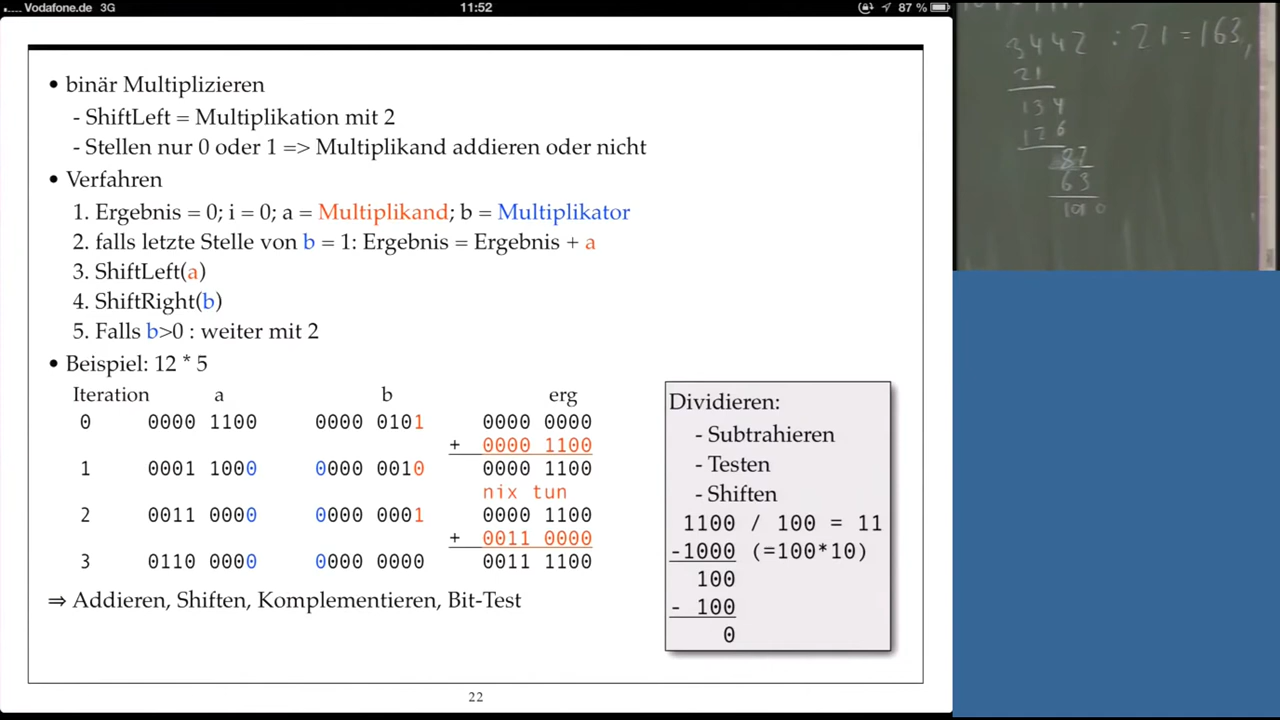 Vodafone.de 3G 11:52 87 %
• binär Multiplizieren
- ShiftLeft = Multiplikation mit 2
- Stellen nur 0 oder 1 => Multiplikand addieren oder nicht
• Verfahren
1. Ergebnis = 0; i = 0; a = Multiplikand; b = Multiplikator
2. falls letzte Stelle von b = 1: Ergebnis = Ergebnis + a
3. ShiftLeft(a)
4. ShiftRight(b)
5. Falls b>0 : weiter mit 2
• Beispiel: 12 * 5
Iteration a b erg
0 0000 1100 0000 0101 0000 0000
+ 0000 1100
1 0001 1000 0000 0010 0000 1100
nix tun
2 0011 0000 0000 0001 0000 1100
+ 0011 0000
3 0110 0000 0000 0000 0011 1100
⇒ Addieren, Shiften, Komplementieren, Bit-Test
Dividieren:
- Subtrahieren
- Testen
- Shiften
1100 / 100 = 11
-1000 (=100*10)
100
- 100
0
22
3442 : 21 = 163,
21
134
126
82
63